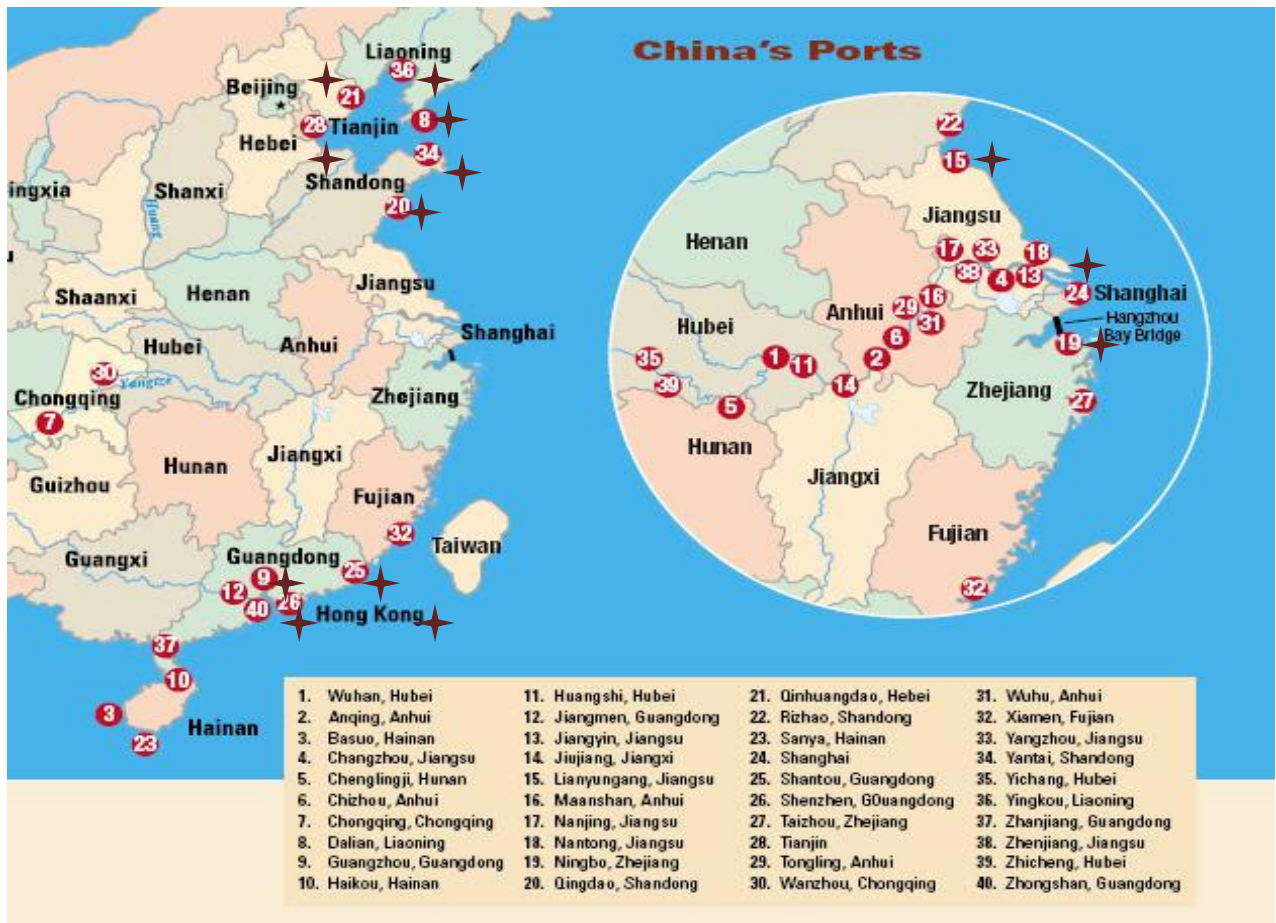 China's Ports
Liaoning
36
Beijing
21
8
28 Tianjin
Hebei
34
ingxia
Shanxi
Shandong
20
Huang
u
Shaanxi
Henan
Jiangsu
Shanghai
Hubei
Anhui
30
Yangtze
Chongqing
7
Zhejiang
Hunan
Jiangxi
Guizhou
Fujian
32
Taiwan
Guangxi
Guangdong
9
25
12
40
26
Hong Kong
37
10
3
Hainan
23
22
15
Jiangsu
Henan
17
33
18
38
4
13
24 Shanghai
Hangzhou
Bay Bridge
Anhui
29
16
31
Hubei
6
19
35
1
11
2
39
14
5
Zhejiang
27
Hunan
Jiangxi
Fujian
32
1. Wuhan, Hubei
2. Anqing, Anhui
3. Basuo, Hainan
4. Changzhou, Jiangsu
5. Chenglingji, Hunan
6. Chizhou, Anhui
7. Chongqing, Chongqing
8. Dalian, Liaoning
9. Guangzhou, Guangdong
10. Haikou, Hainan
11. Huangshi, Hubei
12. Jiangmen, Guangdong
13. Jiangyin, Jiangsu
14. Jiujiang, Jiangxi
15. Lianyungang, Jiangsu
16. Maanshan, Anhui
17. Nanjing, Jiangsu
18. Nantong, Jiangsu
19. Ningbo, Zhejiang
20. Qingdao, Shandong
21. Qinhuangdao, Hebei
22. Rizhao, Shandong
23. Sanya, Hainan
24. Shanghai
25. Shantou, Guangdong
26. Shenzhen, G0uangdong
27. Taizhou, Zhejiang
28. Tianjin
29. Tongling, Anhui
30. Wanzhou, Chongqing
31. Wuhu, Anhui
32. Xiamen, Fujian
33. Yangzhou, Jiangsu
34. Yantai, Shandong
35. Yichang, Hubei
36. Yingkou, Liaoning
37. Zhanjiang, Guangdong
38. Zhenjiang, Jiangsu
39. Zhicheng, Hubei
40. Zhongshan, Guangdong